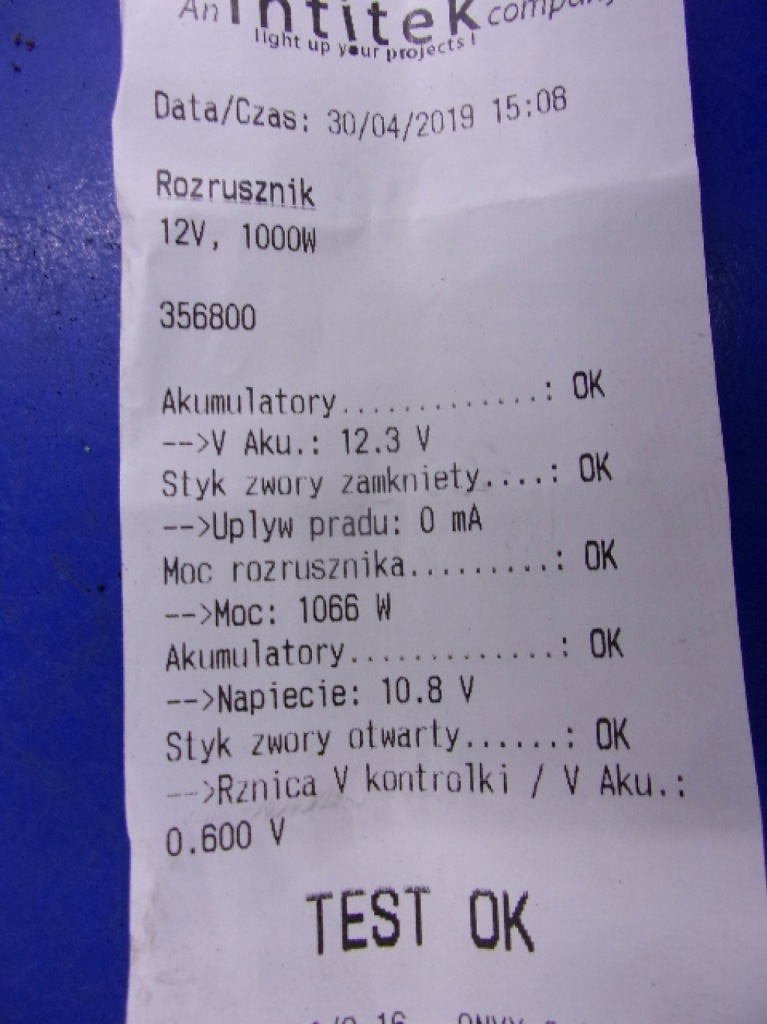 An intitek company
light up your projects!
Data/Czas: 30/04/2019 15:08
Rozrusznik
12V, 1000W
356800
Akumulatory.............: OK
-->V Aku.: 12.3 V
Styk zwory zamkniety....: OK
-->Uplyw pradu: 0 mA
Moc rozrusznika.........: OK
-->Moc: 1066 W
Akumulatory.............: OK
-->Napiecie: 10.8 V
Styk zwory otwarty......: OK
-->Rznica V kontrolki / V Aku.:
0.600 V
TEST OK